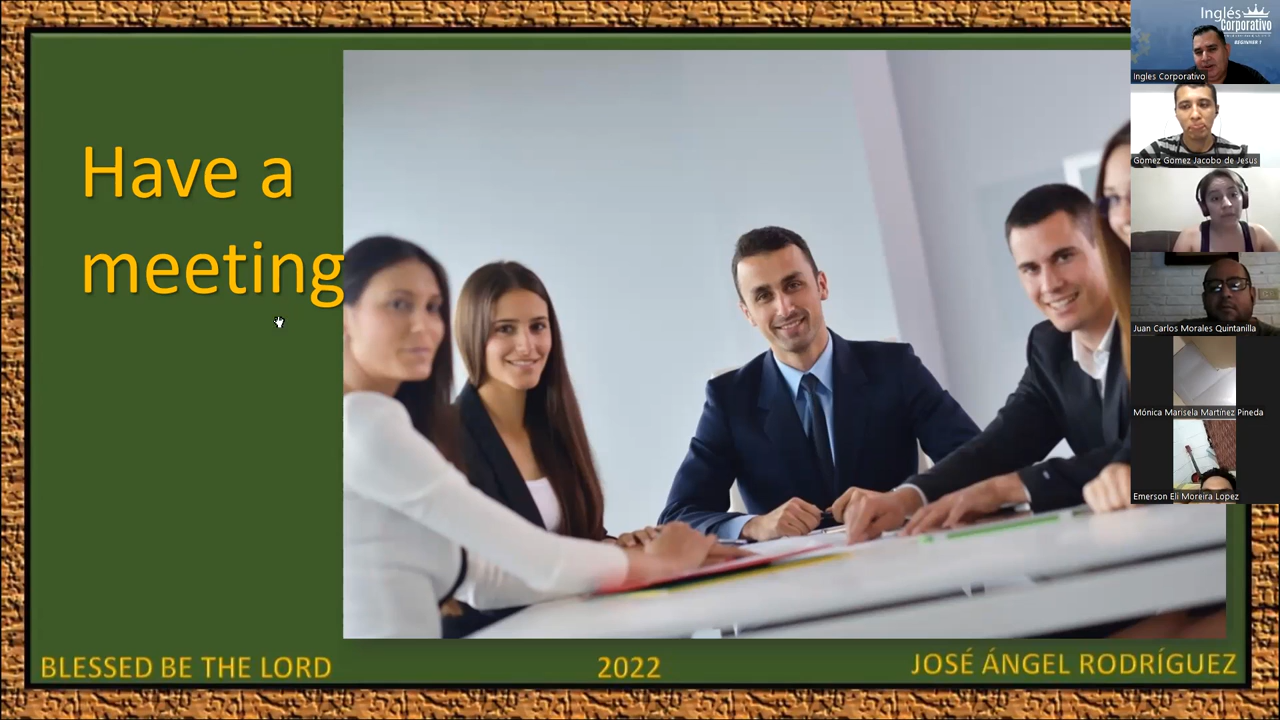 Have a
meeting
BLESSED BE THE LORD
2022
JOSÉ ÁNGEL RODRÍGUEZ
Inglés
Corporativo
BEGINNER 1
Ingles Corporativo
Gomez Gomez Jacobo de Jesus
Juan Carlos Morales Quintanilla
Mónica Marisela Martínez Pineda
Emerson Eli Moreira Lopez